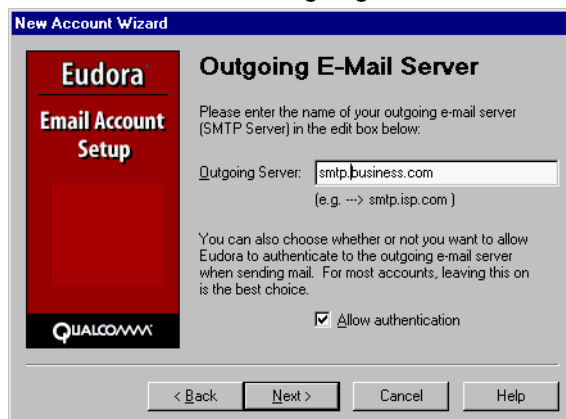 New Account Wizard
Eudora
Email Account
Setup
QUALCOMM
Outgoing E-Mail Server
Please enter the name of your outgoing e-mail server
(SMTP Server) in the edit box below:
Outgoing Server: smtp.business.com
(e.g. ---> smtp.isp.com )
You can also choose whether or not you want to allow
Eudora to authenticate to the outgoing e-mail server
when sending mail. For most accounts, leaving this on
is the best choice.
Allow authentication
< Back Next > Cancel Help